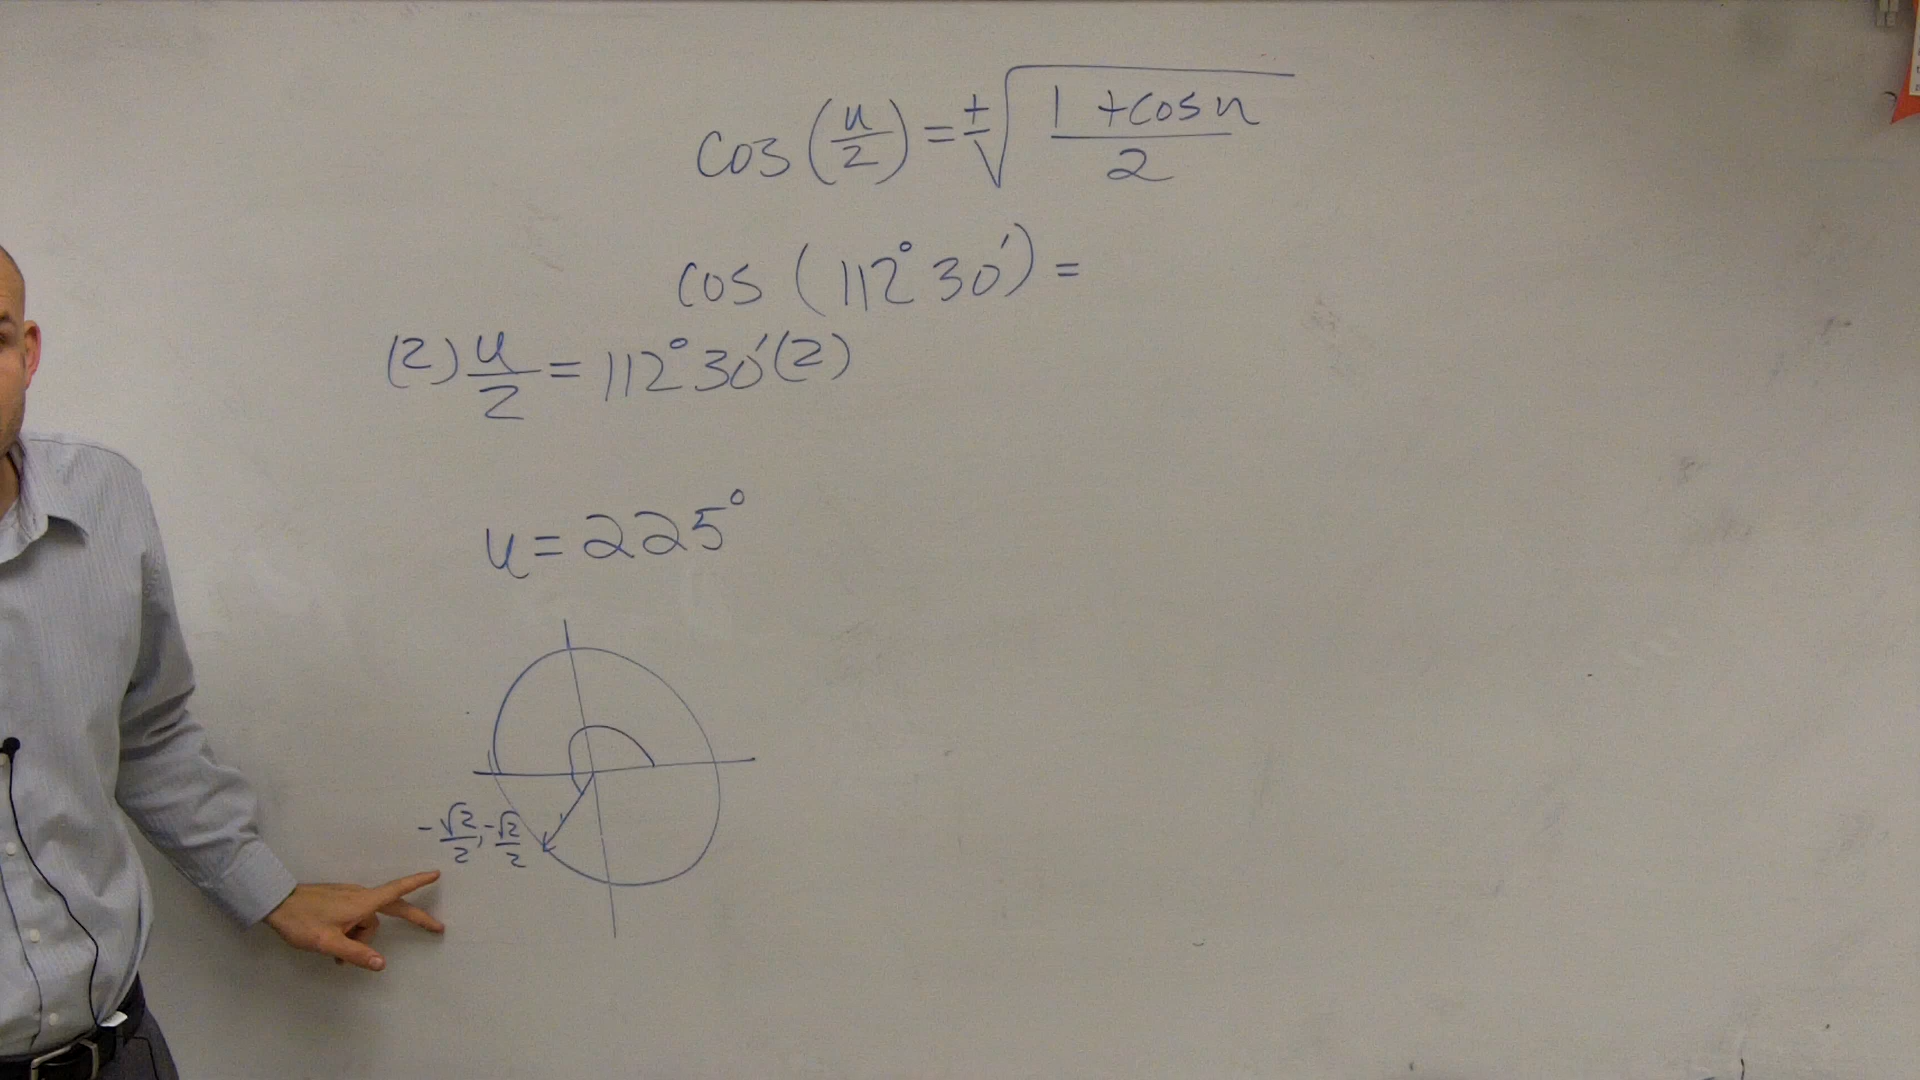 cos(u/2) = ±√((1 + cos u)/2)
cos(112°30') =
(2) u/2 = 112°30'(2)
u = 225°
-√2/2, -√2/2